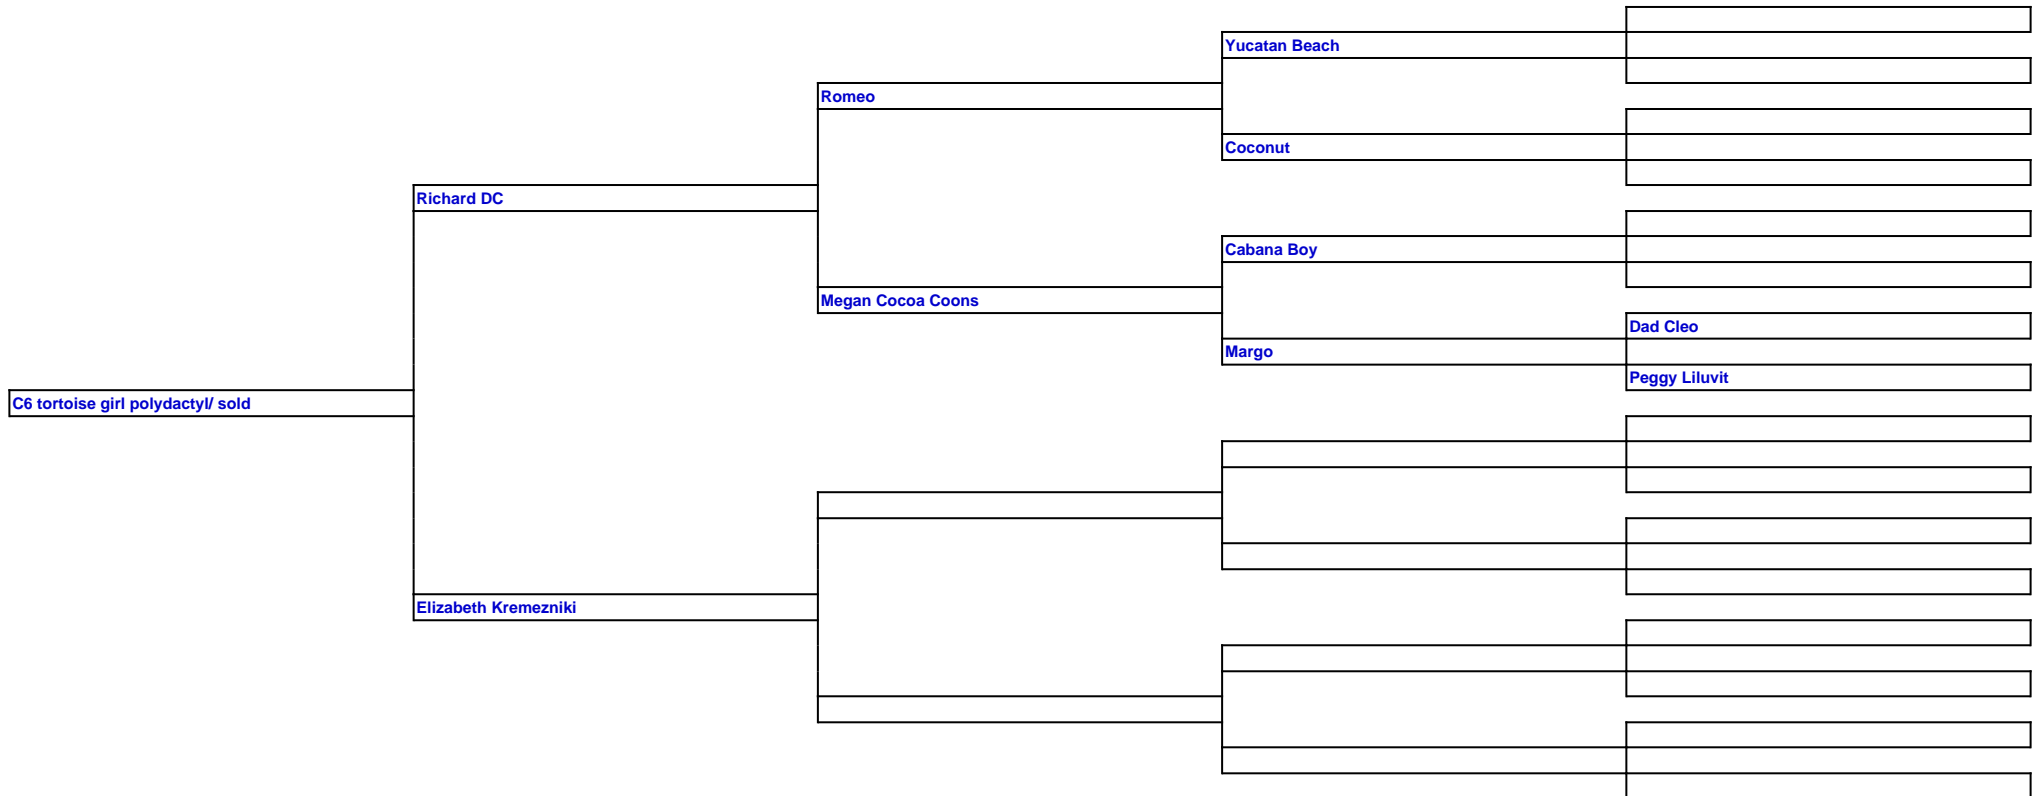 Yucatan Beach
Romeo
Coconut
Richard DC
Cabana Boy
Megan Cocoa Coons
Dad Cleo
Margo
Peggy Liluvit
C6 tortoise girl polydactyl/ sold
Elizabeth Kremezniki